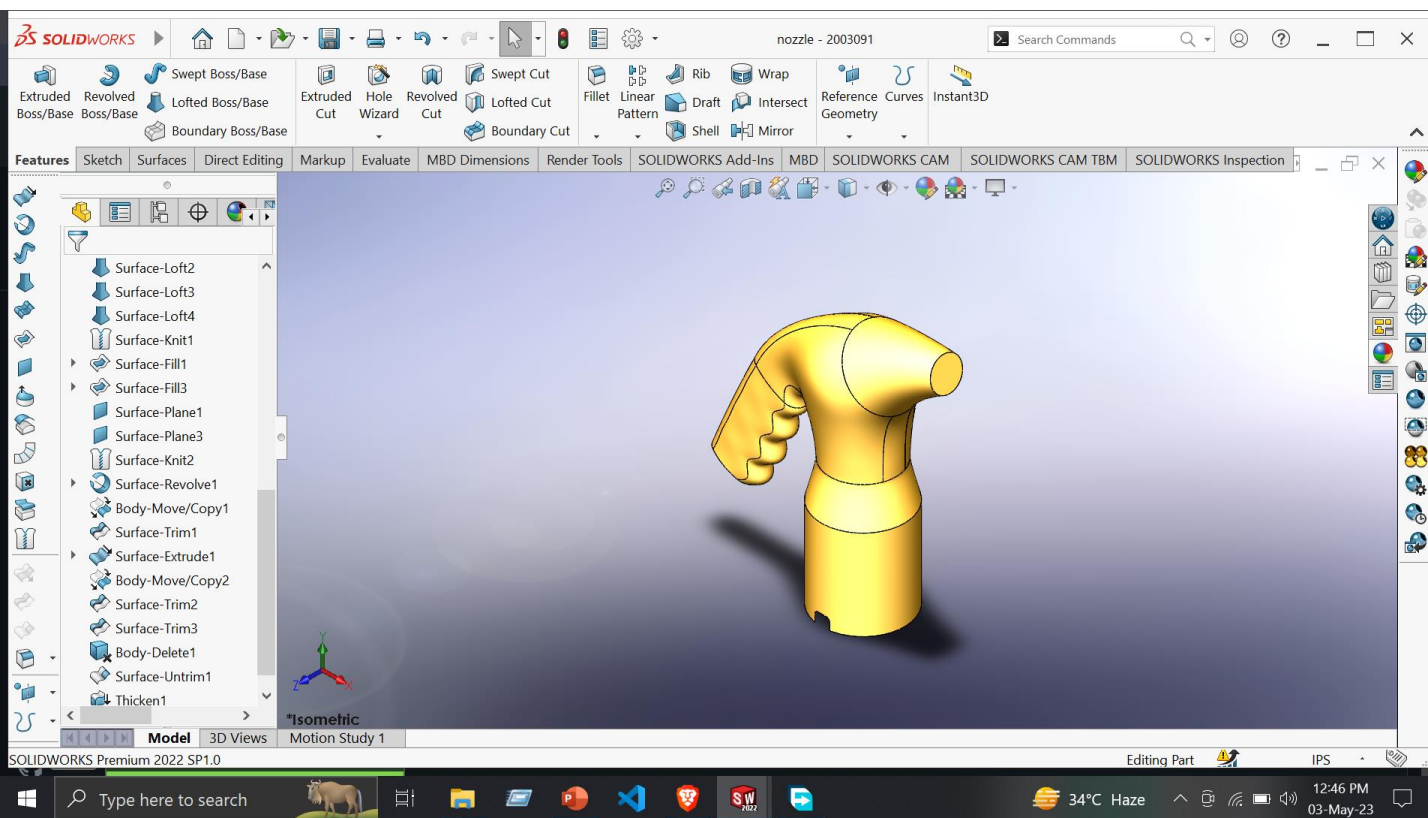 SOLIDWORKS
nozzle - 2003091
Search Commands
Extruded Boss/Base
Revolved Boss/Base
Swept Boss/Base
Lofted Boss/Base
Boundary Boss/Base
Extruded Cut
Hole Wizard
Revolved Cut
Swept Cut
Lofted Cut
Boundary Cut
Fillet
Linear Pattern
Rib
Draft
Shell
Wrap
Intersect
Mirror
Reference Geometry
Curves
Instant3D
Features Sketch Surfaces Direct Editing Markup Evaluate MBD Dimensions Render Tools SOLIDWORKS Add-Ins MBD SOLIDWORKS CAM SOLIDWORKS CAM TBM SOLIDWORKS Inspection
Surface-Loft2
Surface-Loft3
Surface-Loft4
Surface-Knit1
Surface-Fill1
Surface-Fill3
Surface-Plane1
Surface-Plane3
Surface-Knit2
Surface-Revolve1
Body-Move/Copy1
Surface-Trim1
Surface-Extrude1
Body-Move/Copy2
Surface-Trim2
Surface-Trim3
Body-Delete1
Surface-Untrim1
Thicken1
Y
Z X
*Isometric
Model 3D Views Motion Study 1
SOLIDWORKS Premium 2022 SP1.0
Editing Part
IPS
Type here to search
SW
2022
34°C Haze
12:46 PM
03-May-23